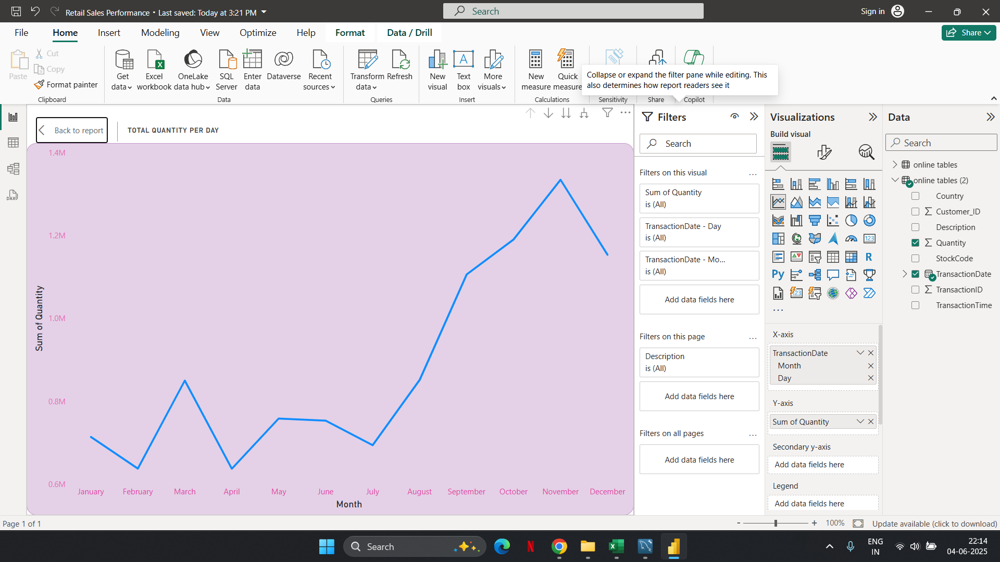 Retail Sales Performance • Last saved: Today at 3:21 PM
Search
Sign in
File
Home
Insert
Modeling
View
Optimize
Help
Format
Data / Drill
Share
Paste
Cut
Copy
Format painter
Clipboard
Get data
Excel workbook
OneLake data hub
SQL Server
Enter data
Dataverse
Recent sources
Data
Transform data
Refresh
Queries
New visual
Text box
More visuals
Insert
New measure
Quick measure
Calculations
Collapse or expand the filter pane while editing. This
also determines how report readers see it
Sensitivity
Share
Copilot
Back to report
TOTAL QUANTITY PER DAY
1.4M
1.2M
1.0M
0.8M
0.6M
Sum of Quantity
January
February
March
April
May
June
July
August
September
October
November
December
Month
Filters
Search
Filters on this visual
...
Sum of Quantity
is (All)
TransactionDate - Day
is (All)
TransactionDate - Mo...
is (All)
Add data fields here
Filters on this page
...
Description
is (All)
Add data fields here
Filters on all pages
...
Add data fields here
Visualizations
Build visual
123
R
Py
123
...
X-axis
TransactionDate
Month
Day
Y-axis
Sum of Quantity
Secondary y-axis
Add data fields here
Legend
Add data fields here
Data
Search
online tables
online tables (2)
Country
Customer_ID
Description
Quantity
StockCode
TransactionDate
TransactionID
TransactionTime
DAX
Page 1 of 1
- + 100%
Update available (click to download)
Search
ENG
IN
22:14
04-06-2025